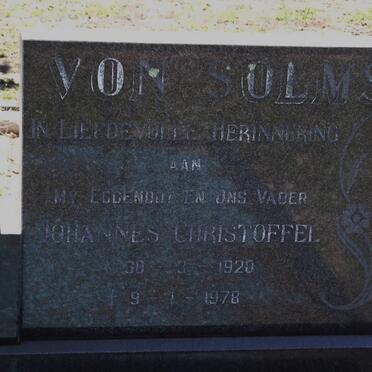 VON SOLMS
IN LIEFDEVOLLE HERINNERING
AAN
MY EGGENOOT EN ONS VADER
JOHANNES CHRISTOFFEL
30 - 3 - 1920
9 - 1 - 1978